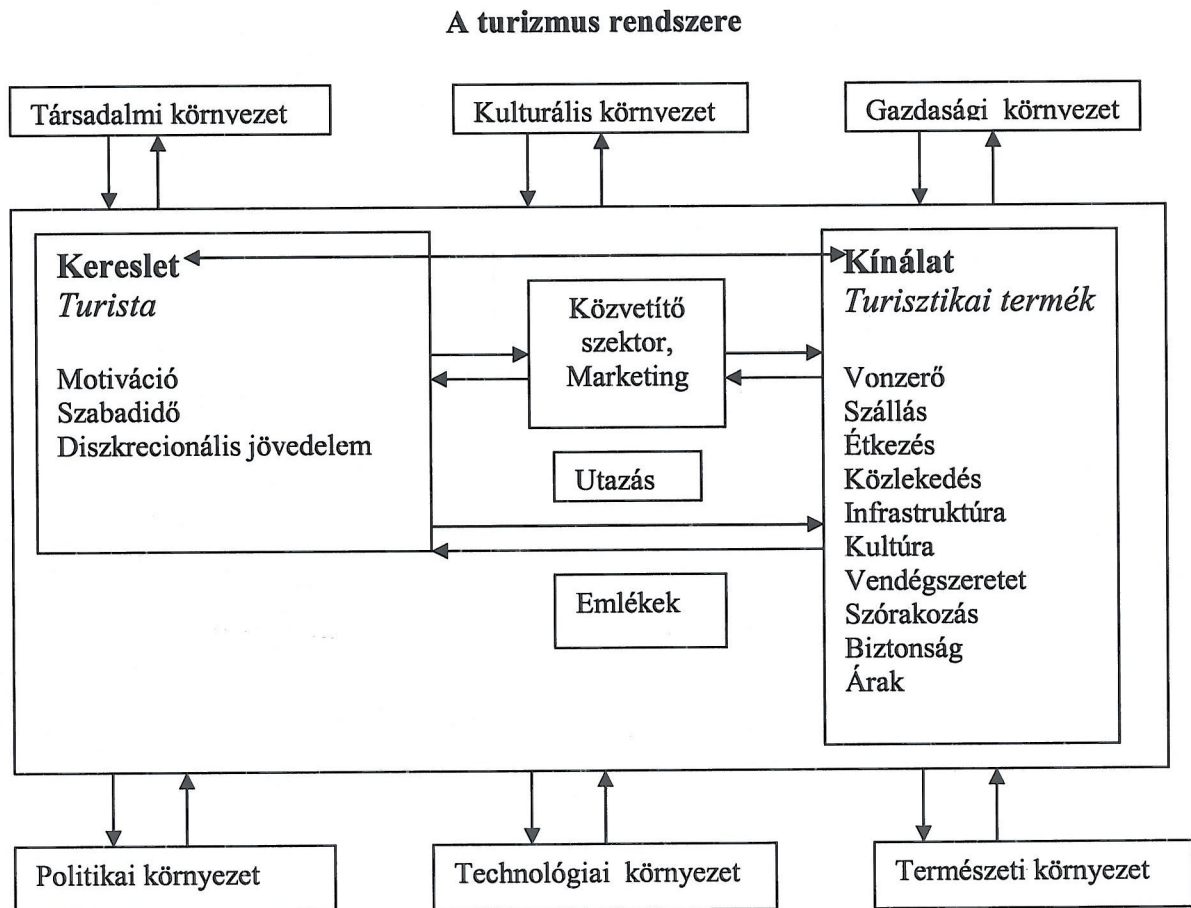 A turizmus rendszere
Társadalmi környezet
Kulturális környezet
Gazdasági környezet
Kereslet
Turista
Motiváció
Szabadidő
Diszkrecionális jövedelem
Közvetítő
szektor,
Marketing
Utazás
Emlékek
Kínálat
Turisztikai termék
Vonzerő
Szállás
Étkezés
Közlekedés
Infrastruktúra
Kultúra
Vendégszeretet
Szórakozás
Biztonság
Árak
Politikai környezet
Technológiai környezet
Természeti környezet